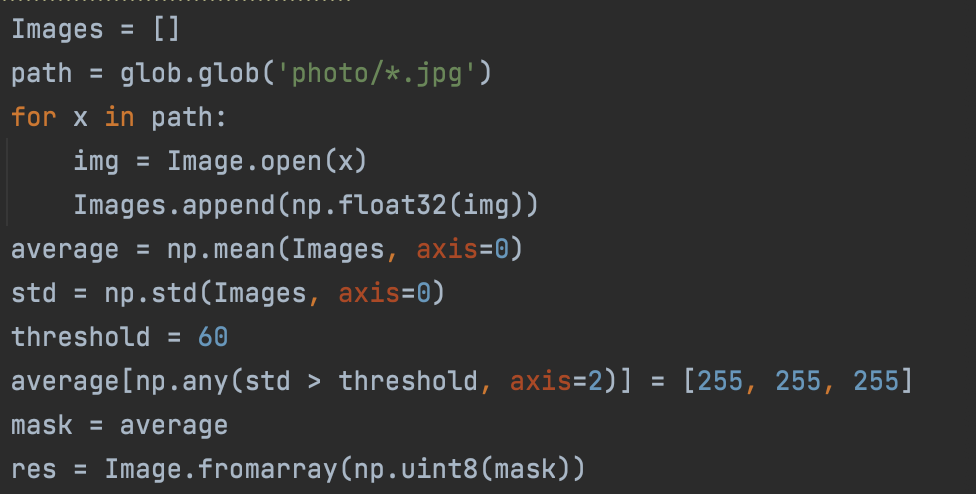 Images = []
path = glob.glob('photo/*.jpg')
for x in path:
    img = Image.open(x)
    Images.append(np.float32(img))
average = np.mean(Images, axis=0)
std = np.std(Images, axis=0)
threshold = 60
average[np.any(std > threshold, axis=2)] = [255, 255, 255]
mask = average
res = Image.fromarray(np.uint8(mask))